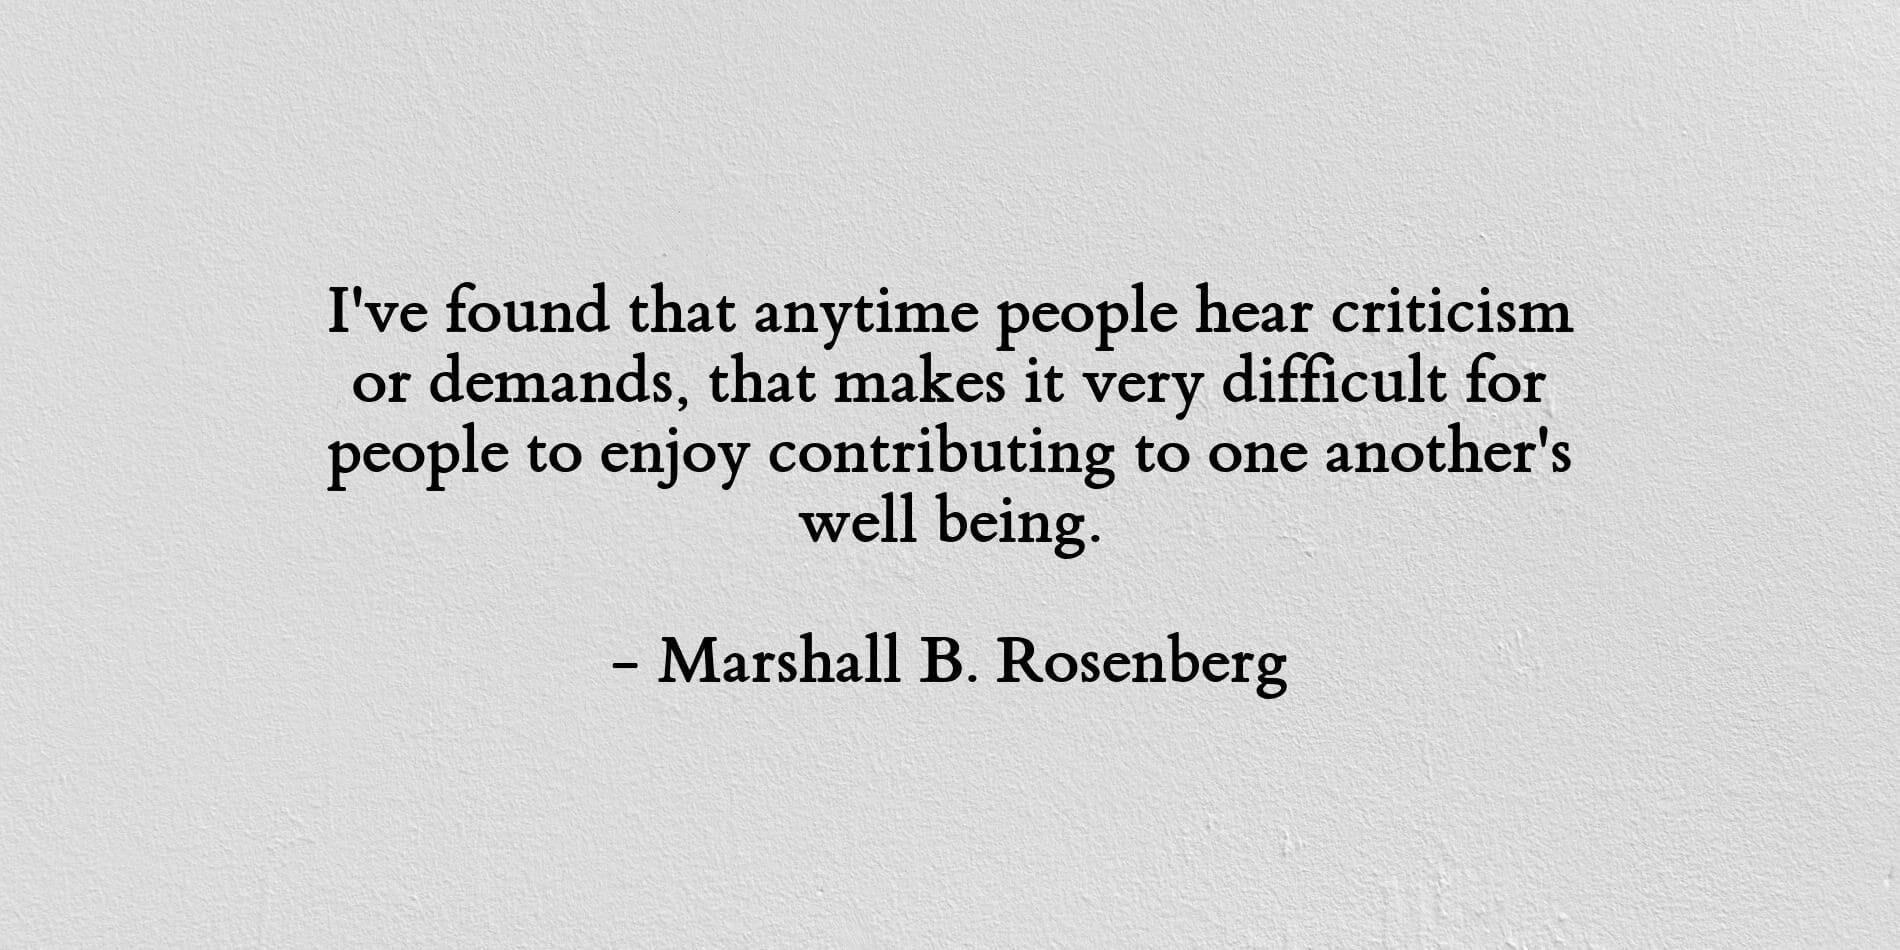 I've found that anytime people hear criticism
or demands, that makes it very difficult for
people to enjoy contributing to one another's
well being.
- Marshall B. Rosenberg